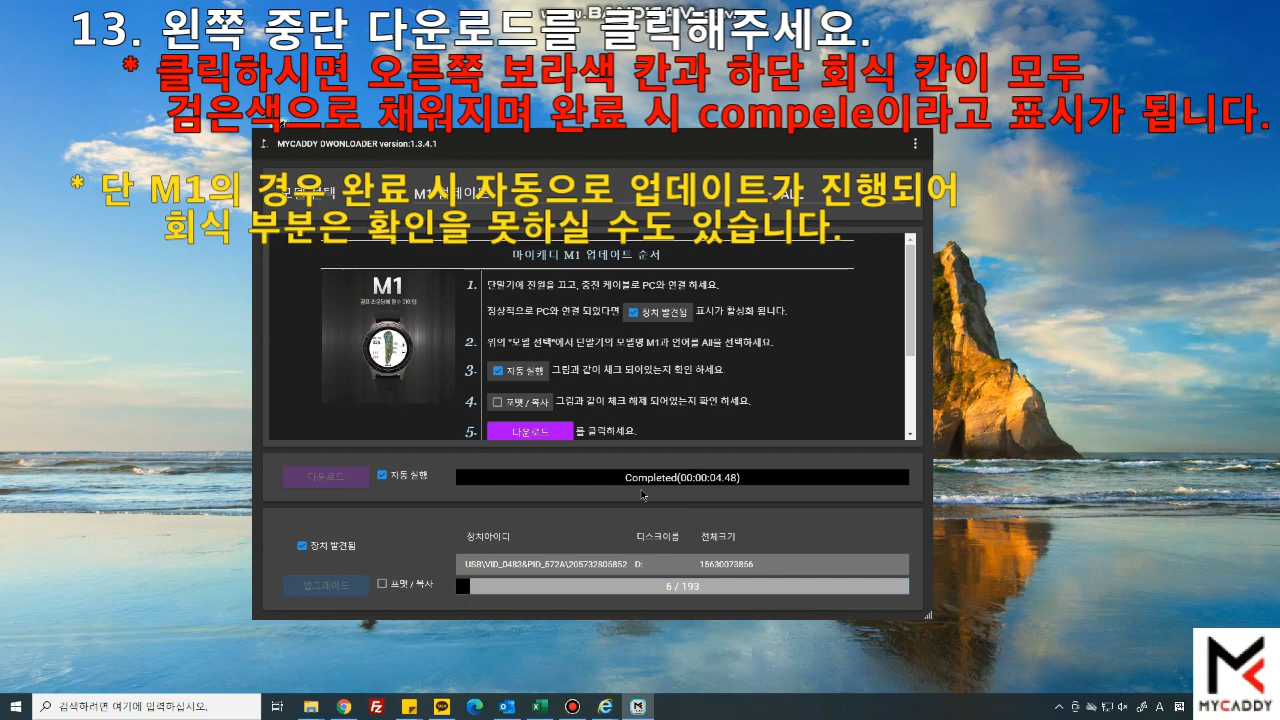 13. 왼쪽 중단 다운로드를 클릭해주세요.
* 클릭하시면 오른쪽 보라색 칸과 하단 회식 칸이 모두
검은색으로 채워지며 완료 시 compele이라고 표시가 됩니다.
MYCADDY DWONLOADER version:1.3.4.1
* 단 M1의 경우 완료 시 자동으로 업데이트가 진행되어
회식 부분은 확인을 못하실 수도 있습니다.
ALL
마이캐디 M1 업데이트 순서
M1
1. 단말기에 전원을 끄고, 충전 케이블로 PC와 연결 하세요.
정상적으로 PC와 연결 되었다면 장치 발견됨 표시가 활성화 됩니다.
2. 위의 "모델 선택"에서 단말기의 모델명 M1과 언어를 All을 선택하세요.
3. 자동 실행 그림과 같이 체크 되어있는지 확인 하세요.
4. 포맷 / 복사 그림과 같이 체크 해제 되어있는지 확인 하세요.
5. 다운로드 를 클릭하세요.
다운로드 자동 실행 Completed(00:00:04.48)
장치아이디 디스크이름 전체크기
장치 발견됨
USB\VID_0483&PID_572A\205732805852 D: 15630073856
업그레이드 포맷 / 복사 6 / 193
MYCADDY
검색하려면 여기에 입력하십시오.